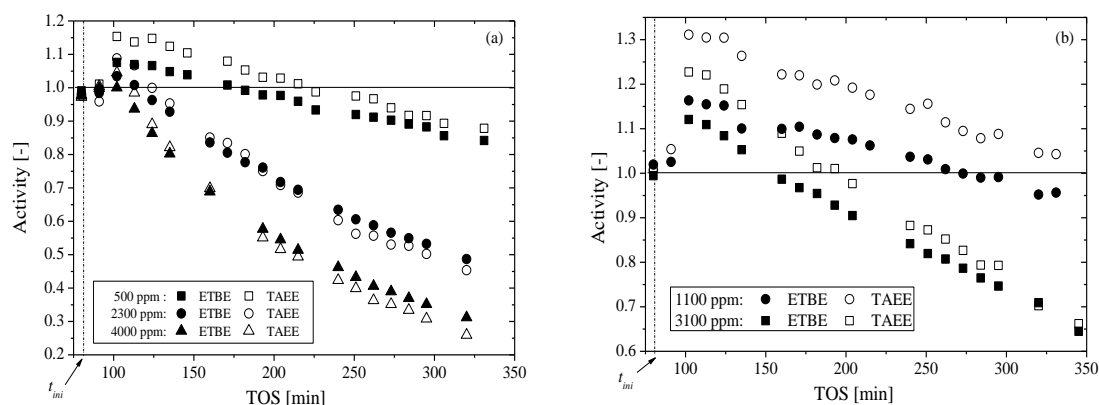 (a)
1.2
1.1
1.0
0.9
0.8
0.7
0.6
0.5
0.4
0.3
0.2
Activity [-]
500 ppm : ■ ETBE □ TAEE
2300 ppm: ● ETBE ○ TAEE
4000 ppm: ▲ ETBE △ TAEE
100 150 200 250 300 350
t ini
TOS [min]
(b)
1.3
1.2
1.1
1.0
0.9
0.8
0.7
0.6
Activity [-]
1100 ppm: ● ETBE ○ TAEE
3100 ppm: ■ ETBE □ TAEE
100 150 200 250 300 350
t ini
TOS [min]